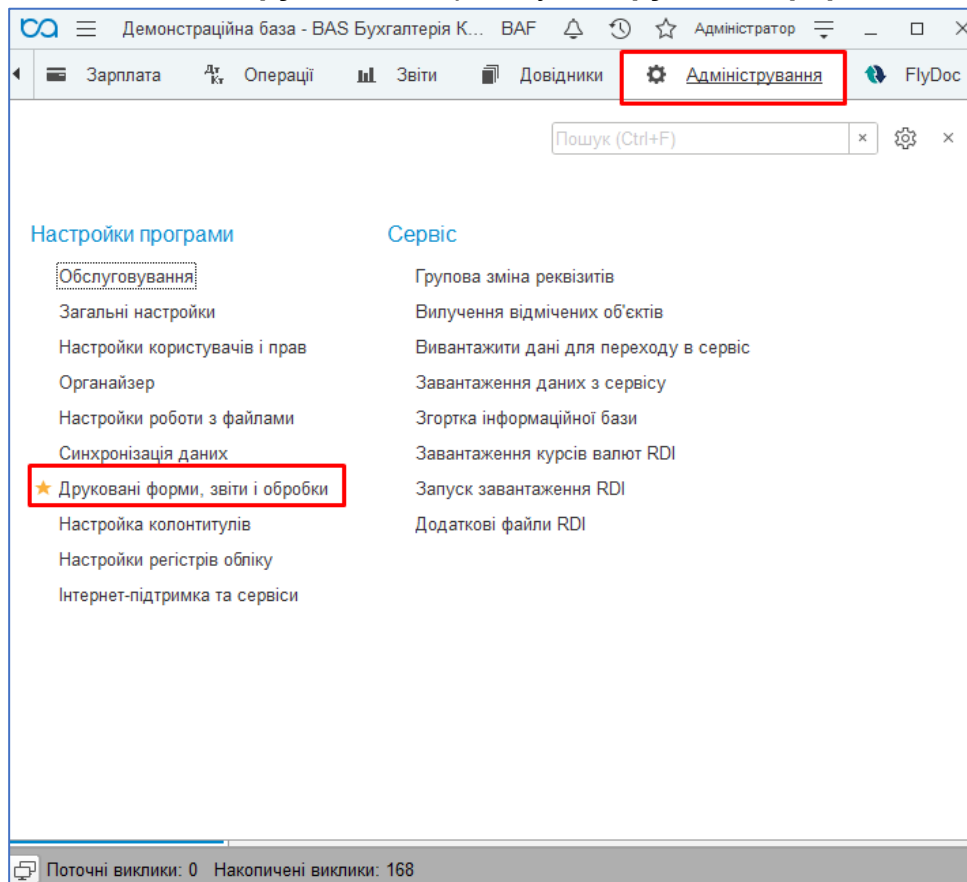 Демонстраційна база - BAS Бухгалтерія К... BAF Адміністратор
Зарплата Дт Кт Операції Звіти Довідники Адміністрування FlyDoc
Пошук (Ctrl+F)
Настройки програми
Обслуговування
Загальні настройки
Настройки користувачів і прав
Органайзер
Настройки роботи з файлами
Синхронізація даних
Друковані форми, звіти і обробки
Настройка колонтитулів
Настройки регістрів обліку
Інтернет-підтримка та сервіси
Сервіс
Групова зміна реквізитів
Вилучення відмічених об'єктів
Вивантажити дані для переходу в сервіс
Завантаження даних з сервісу
Згортка інформаційної бази
Завантаження курсів валют RDI
Запуск завантаження RDI
Додаткові файли RDI
Поточні виклики: 0 Накопичені виклики: 168